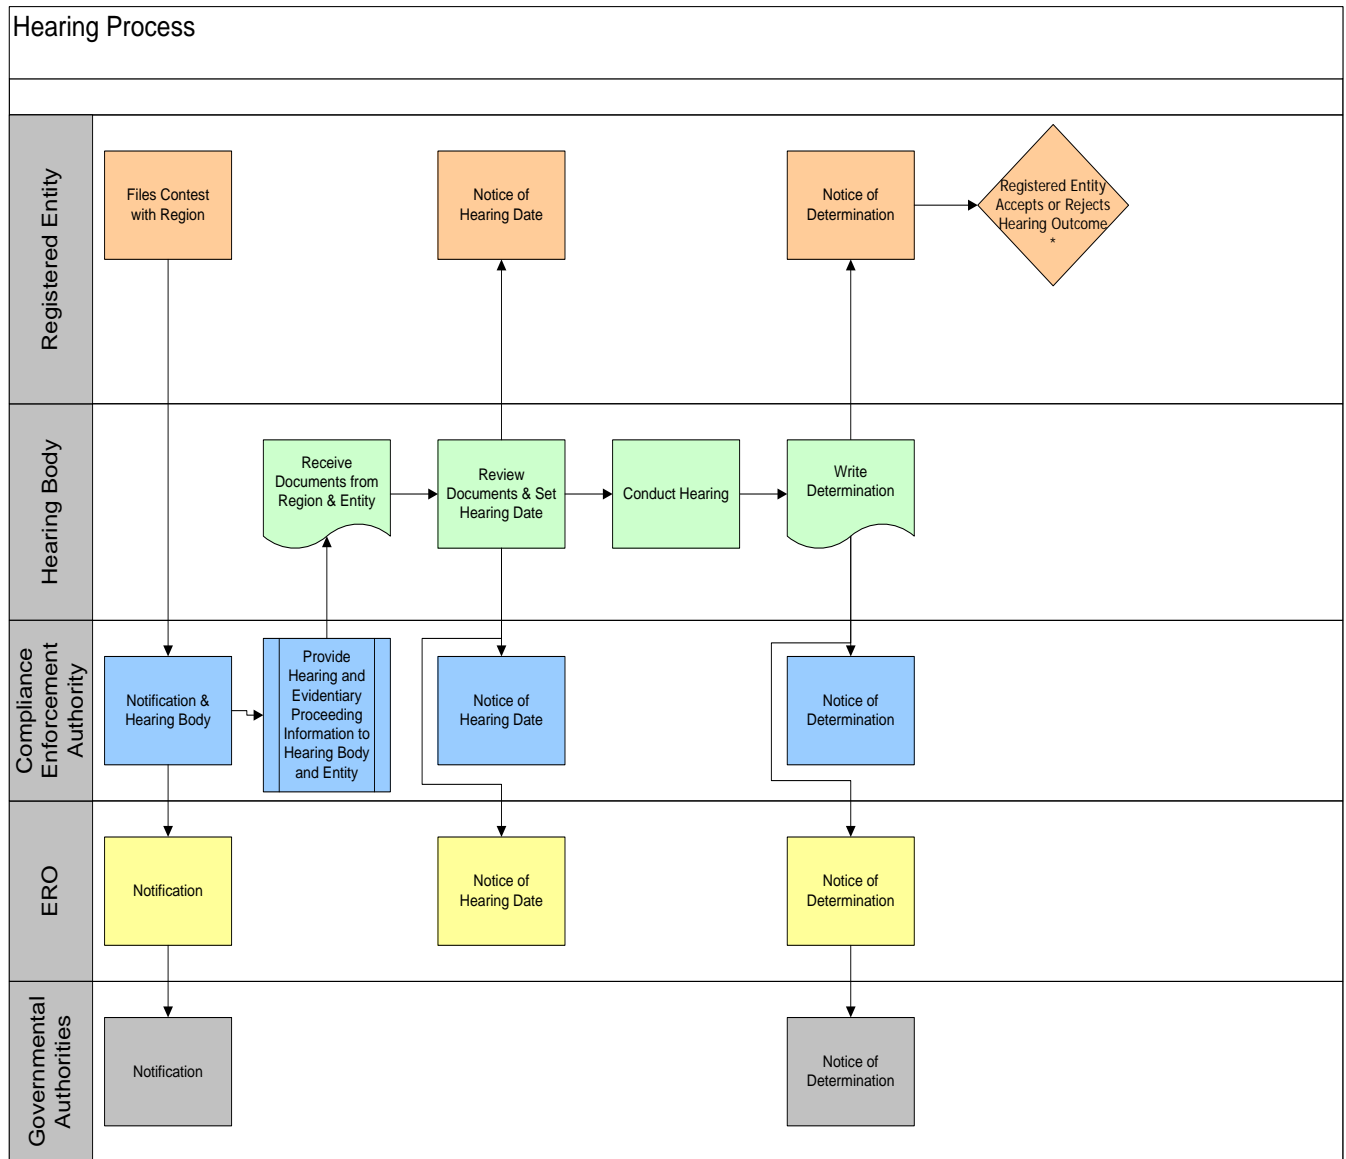 Hearing Process
Registered Entity
Files Contest
with Region
Notice of
Hearing Date
Notice of
Determination
Registered Entity
Accepts or Rejects
Hearing Outcome
*
Hearing Body
Receive
Documents from
Region & Entity
Review
Documents & Set
Hearing Date
Conduct Hearing
Write
Determination
Compliance
Enforcement
Authority
Notification &
Hearing Body
Provide
Hearing and
Evidentiary
Proceeding
Information to
Hearing Body
and Entity
Notice of
Hearing Date
Notice of
Determination
ERO
Notification
Notice of
Hearing Date
Notice of
Determination
Governmental
Authorities
Notification
Notice of
Determination